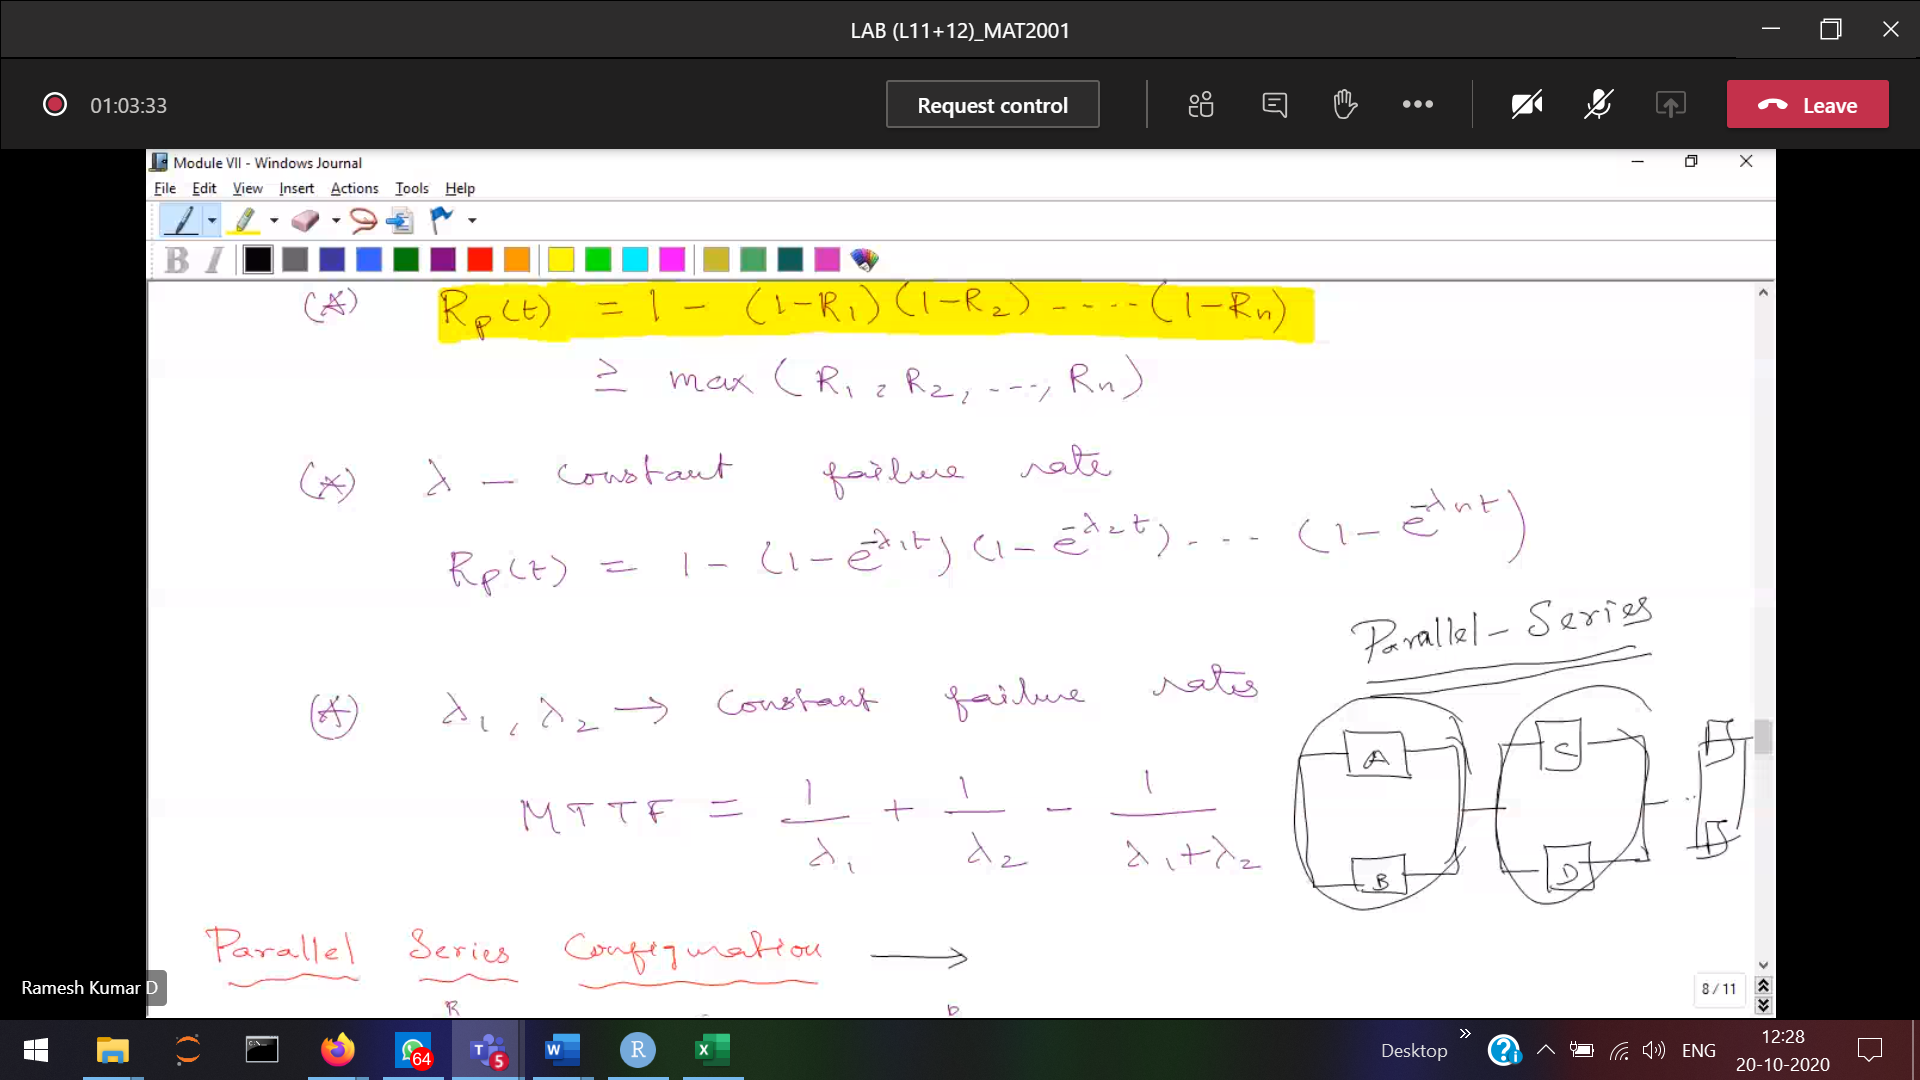 LAB (L11+12)_MAT2001
01:03:33
Request control
Leave
Module VII - Windows Journal
File Edit View Insert Actions Tools Help
B I
(*) Rp(t) = 1 - (1-R1)(1-R2) ---- (1-Rn)
≥ max (R1, R2, ..., Rn)
(*) λ - constant failure rate
Rp(t) = 1 - (1-e^-λ1t)(1-e^-λ2t) ... (1-e^-λnt)
Parallel-Series
(*) λ1, λ2 → constant failure rates
MTTF = 1/λ1 + 1/λ2 - 1/(λ1+λ2)
A
B
C
D
Parallel Series Configuration →
Ramesh Kumar D
R
8 / 11
64
5
W
R
X
Desktop
ENG
12:28
20-10-2020